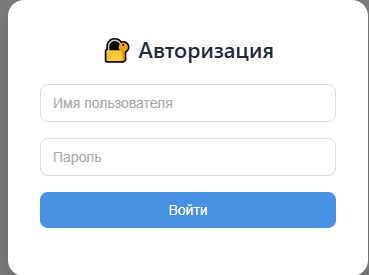 Авторизация
Имя пользователя
Пароль
Войти